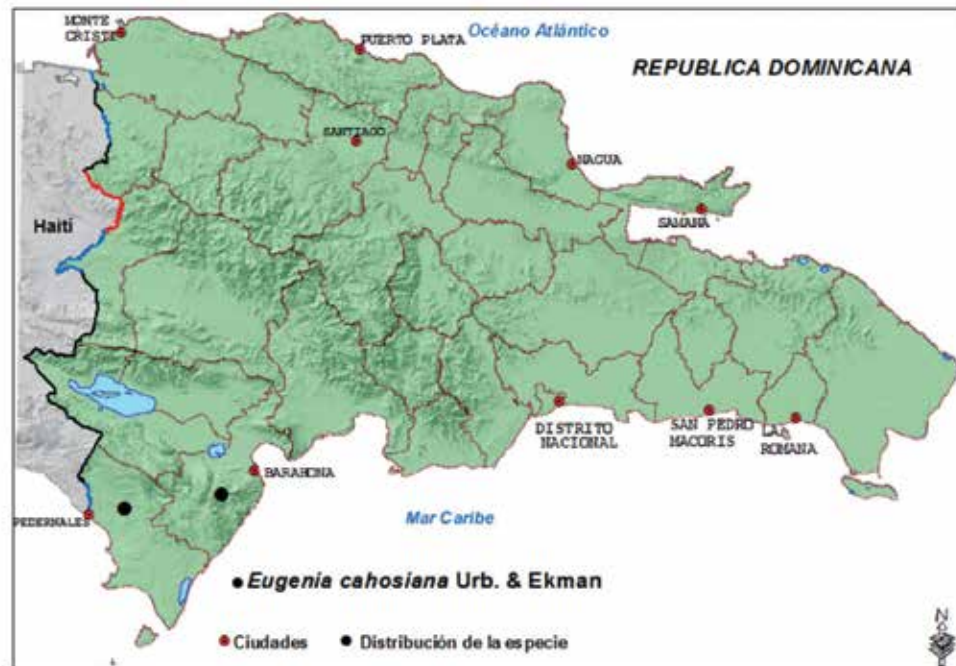 MONTE
CRISTI
PUERTO PLATA
Océano Atlántico
REPUBLICA DOMINICANA
SANTIAGO
NAGUA
SAMANA
Haití
DISTRITO
NACIONAL
SAN PEDRO
MACORIS
LA
ROMANA
BARAHONA
PEDERNALES
Mar Caribe
Eugenia cahosiana Urb. & Ekman
Ciudades
Distribución de la especie